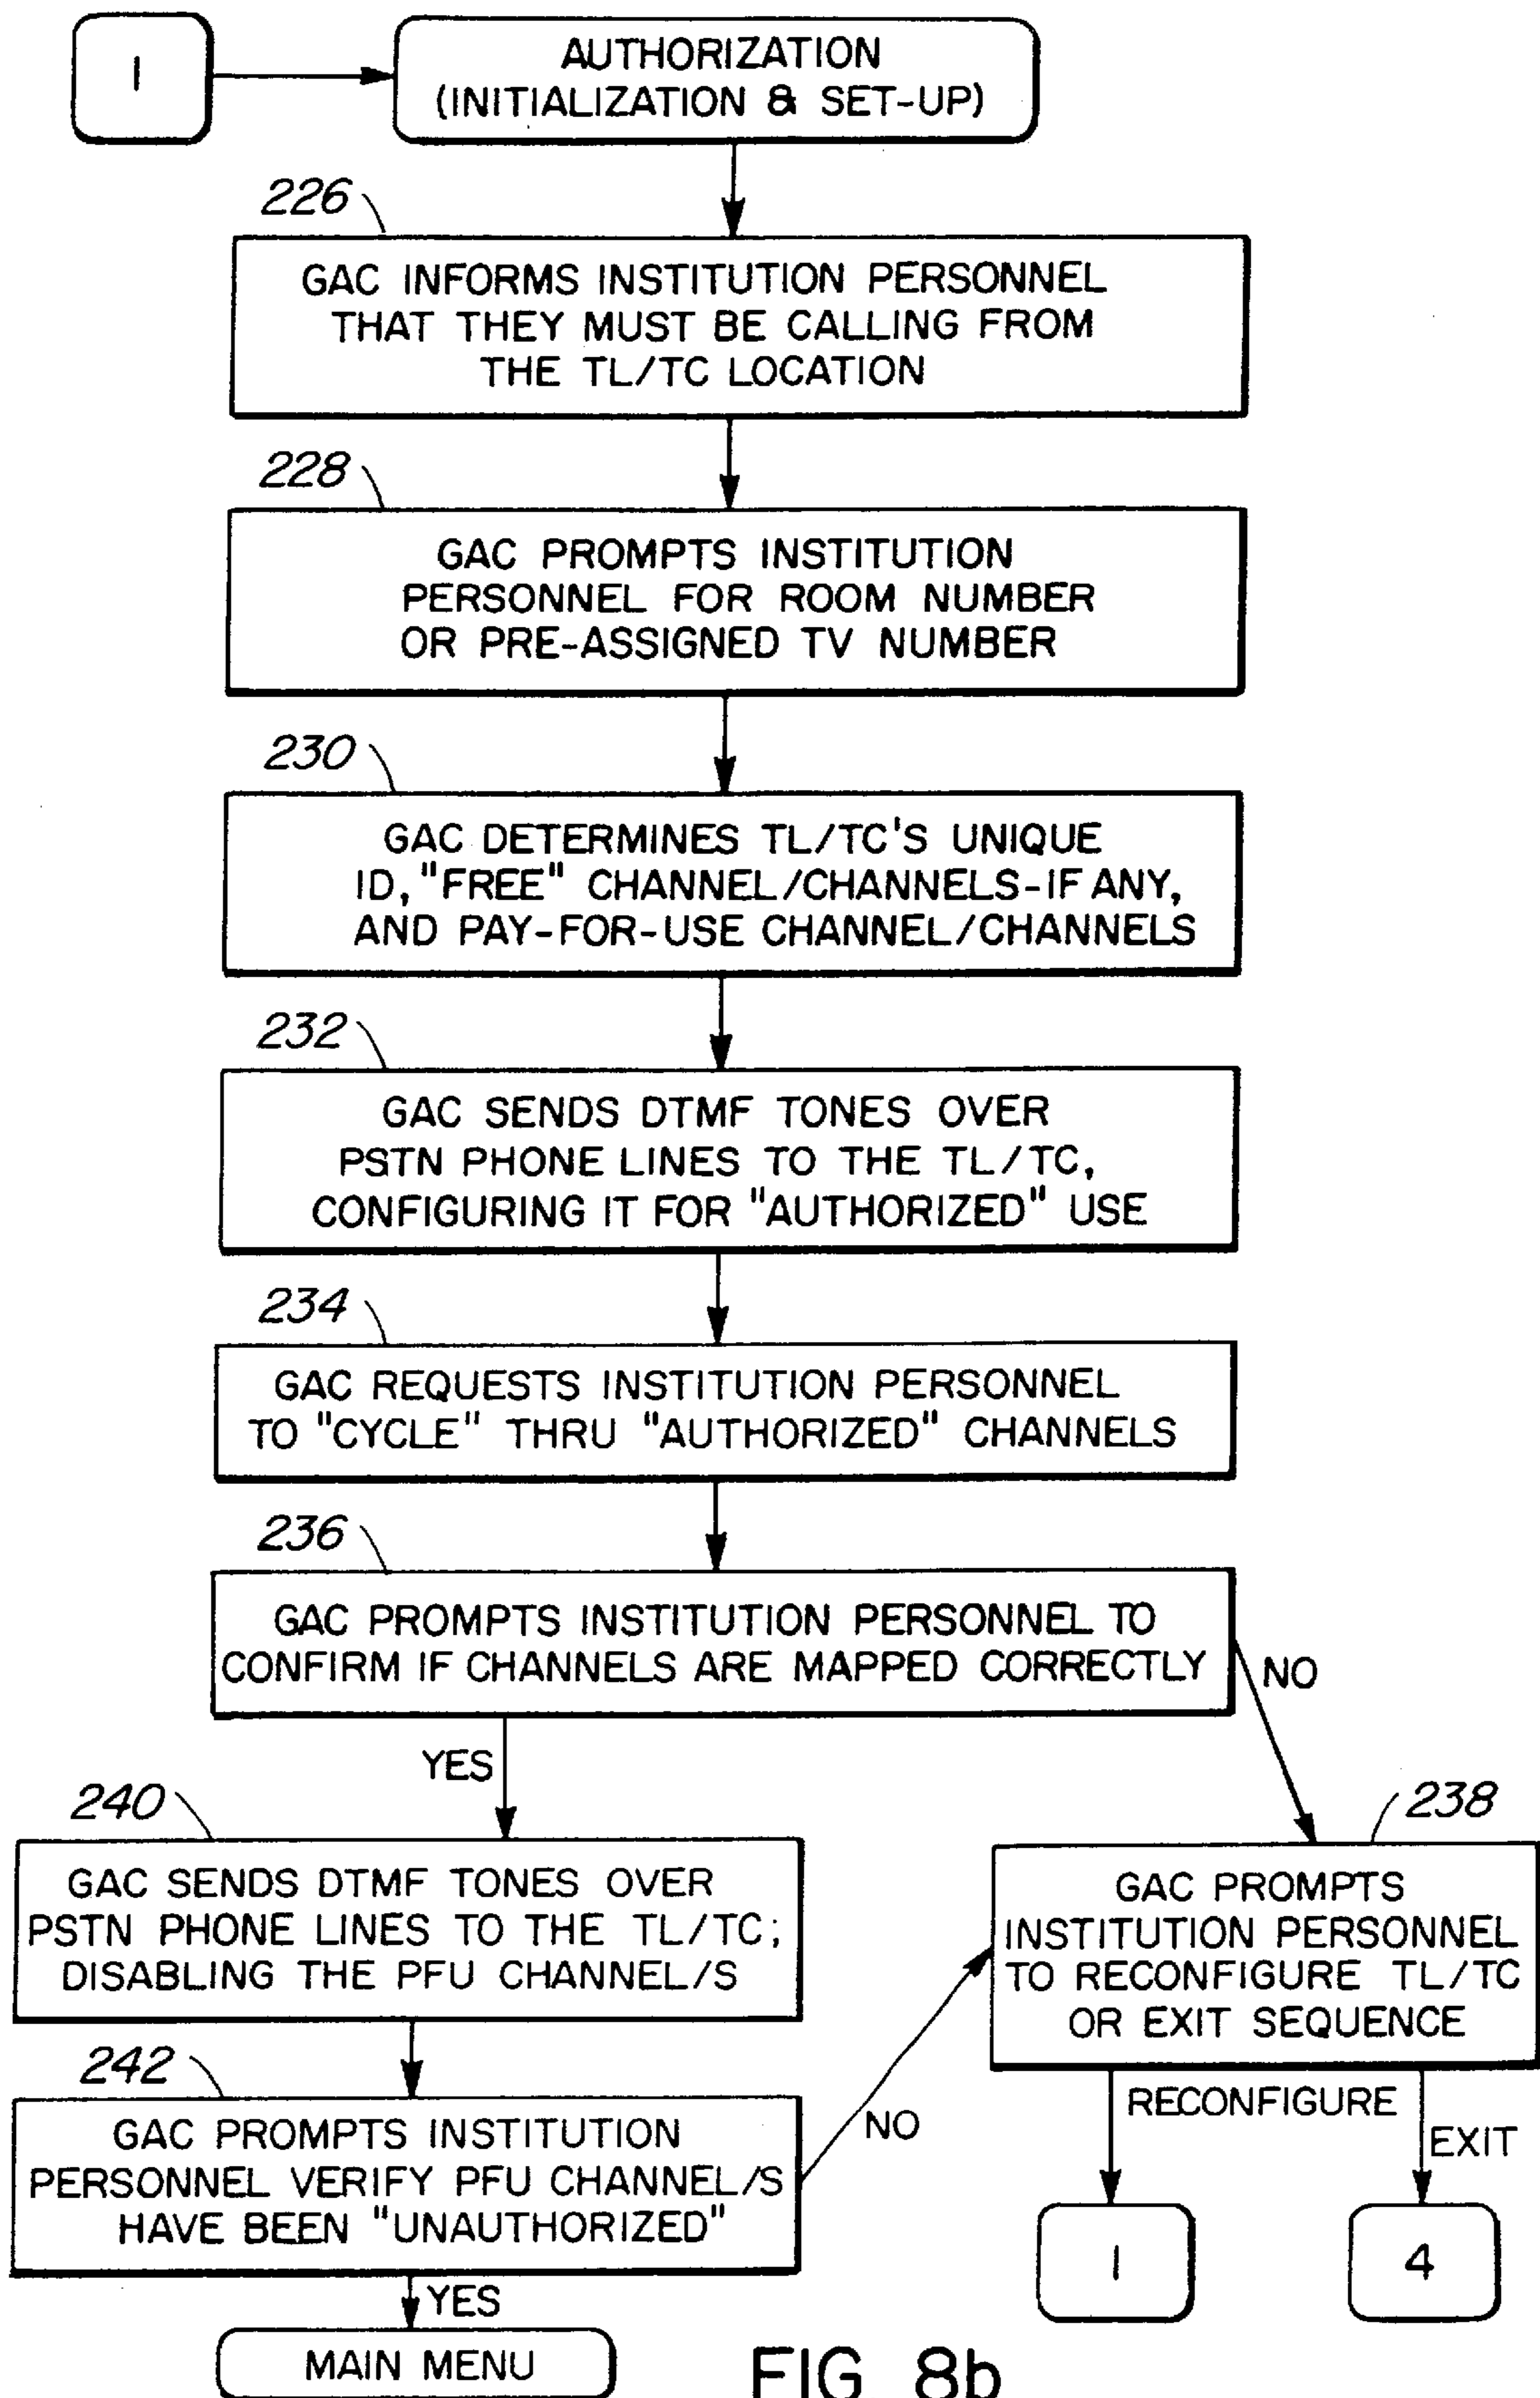 1
AUTHORIZATION
(INITIALIZATION & SET-UP)
226
GAC INFORMS INSTITUTION PERSONNEL
THAT THEY MUST BE CALLING FROM
THE TL/TC LOCATION
228
GAC PROMPTS INSTITUTION
PERSONNEL FOR ROOM NUMBER
OR PRE-ASSIGNED TV NUMBER
230
GAC DETERMINES TL/TC'S UNIQUE
ID, "FREE" CHANNEL/CHANNELS-IF ANY,
AND PAY-FOR-USE CHANNEL/CHANNELS
232
GAC SENDS DTMF TONES OVER
PSTN PHONE LINES TO THE TL/TC,
CONFIGURING IT FOR "AUTHORIZED" USE
234
GAC REQUESTS INSTITUTION PERSONNEL
TO "CYCLE" THRU "AUTHORIZED" CHANNELS
236
GAC PROMPTS INSTITUTION PERSONNEL TO
CONFIRM IF CHANNELS ARE MAPPED CORRECTLY
NO
YES
240
GAC SENDS DTMF TONES OVER
PSTN PHONE LINES TO THE TL/TC;
DISABLING THE PFU CHANNEL/S
238
GAC PROMPTS
INSTITUTION PERSONNEL
TO RECONFIGURE TL/TC
OR EXIT SEQUENCE
242
GAC PROMPTS INSTITUTION
PERSONNEL VERIFY PFU CHANNEL/S
HAVE BEEN "UNAUTHORIZED"
NO
RECONFIGURE
EXIT
1
4
YES
MAIN MENU
FIG 8b